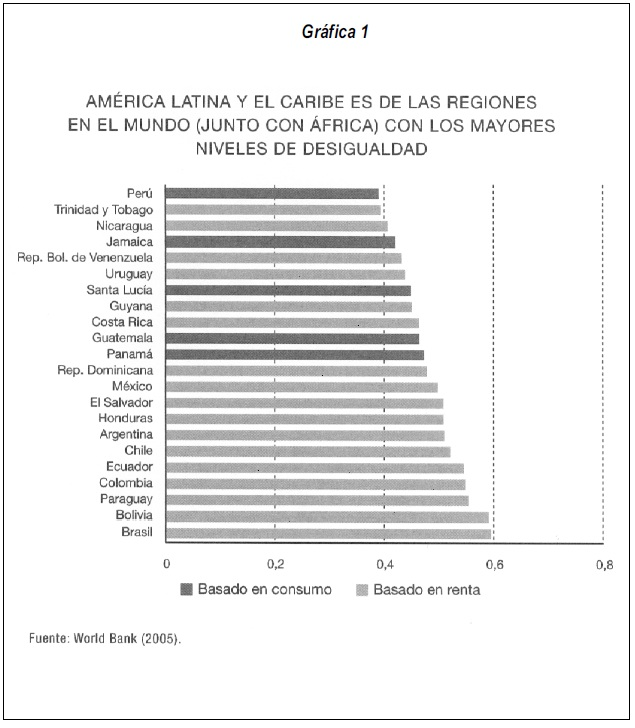 Gráfica 1
AMÉRICA LATINA Y EL CARIBE ES DE LAS REGIONES
EN EL MUNDO (JUNTO CON ÁFRICA) CON LOS MAYORES
NIVELES DE DESIGUALDAD
Perú
Trinidad y Tobago
Nicaragua
Jamaica
Rep. Bol. de Venenzuela
Uruguay
Santa Lucía
Guyana
Costa Rica
Guatemala
Panamá
Rep. Dominicana
México
El Salvador
Honduras
Argentina
Chile
Ecuador
Colombia
Paraguay
Bolivia
Brasil
0 0,2 0,4 0,6 0,8
Basado en consumo Basado en renta
Fuente: World Bank (2005).